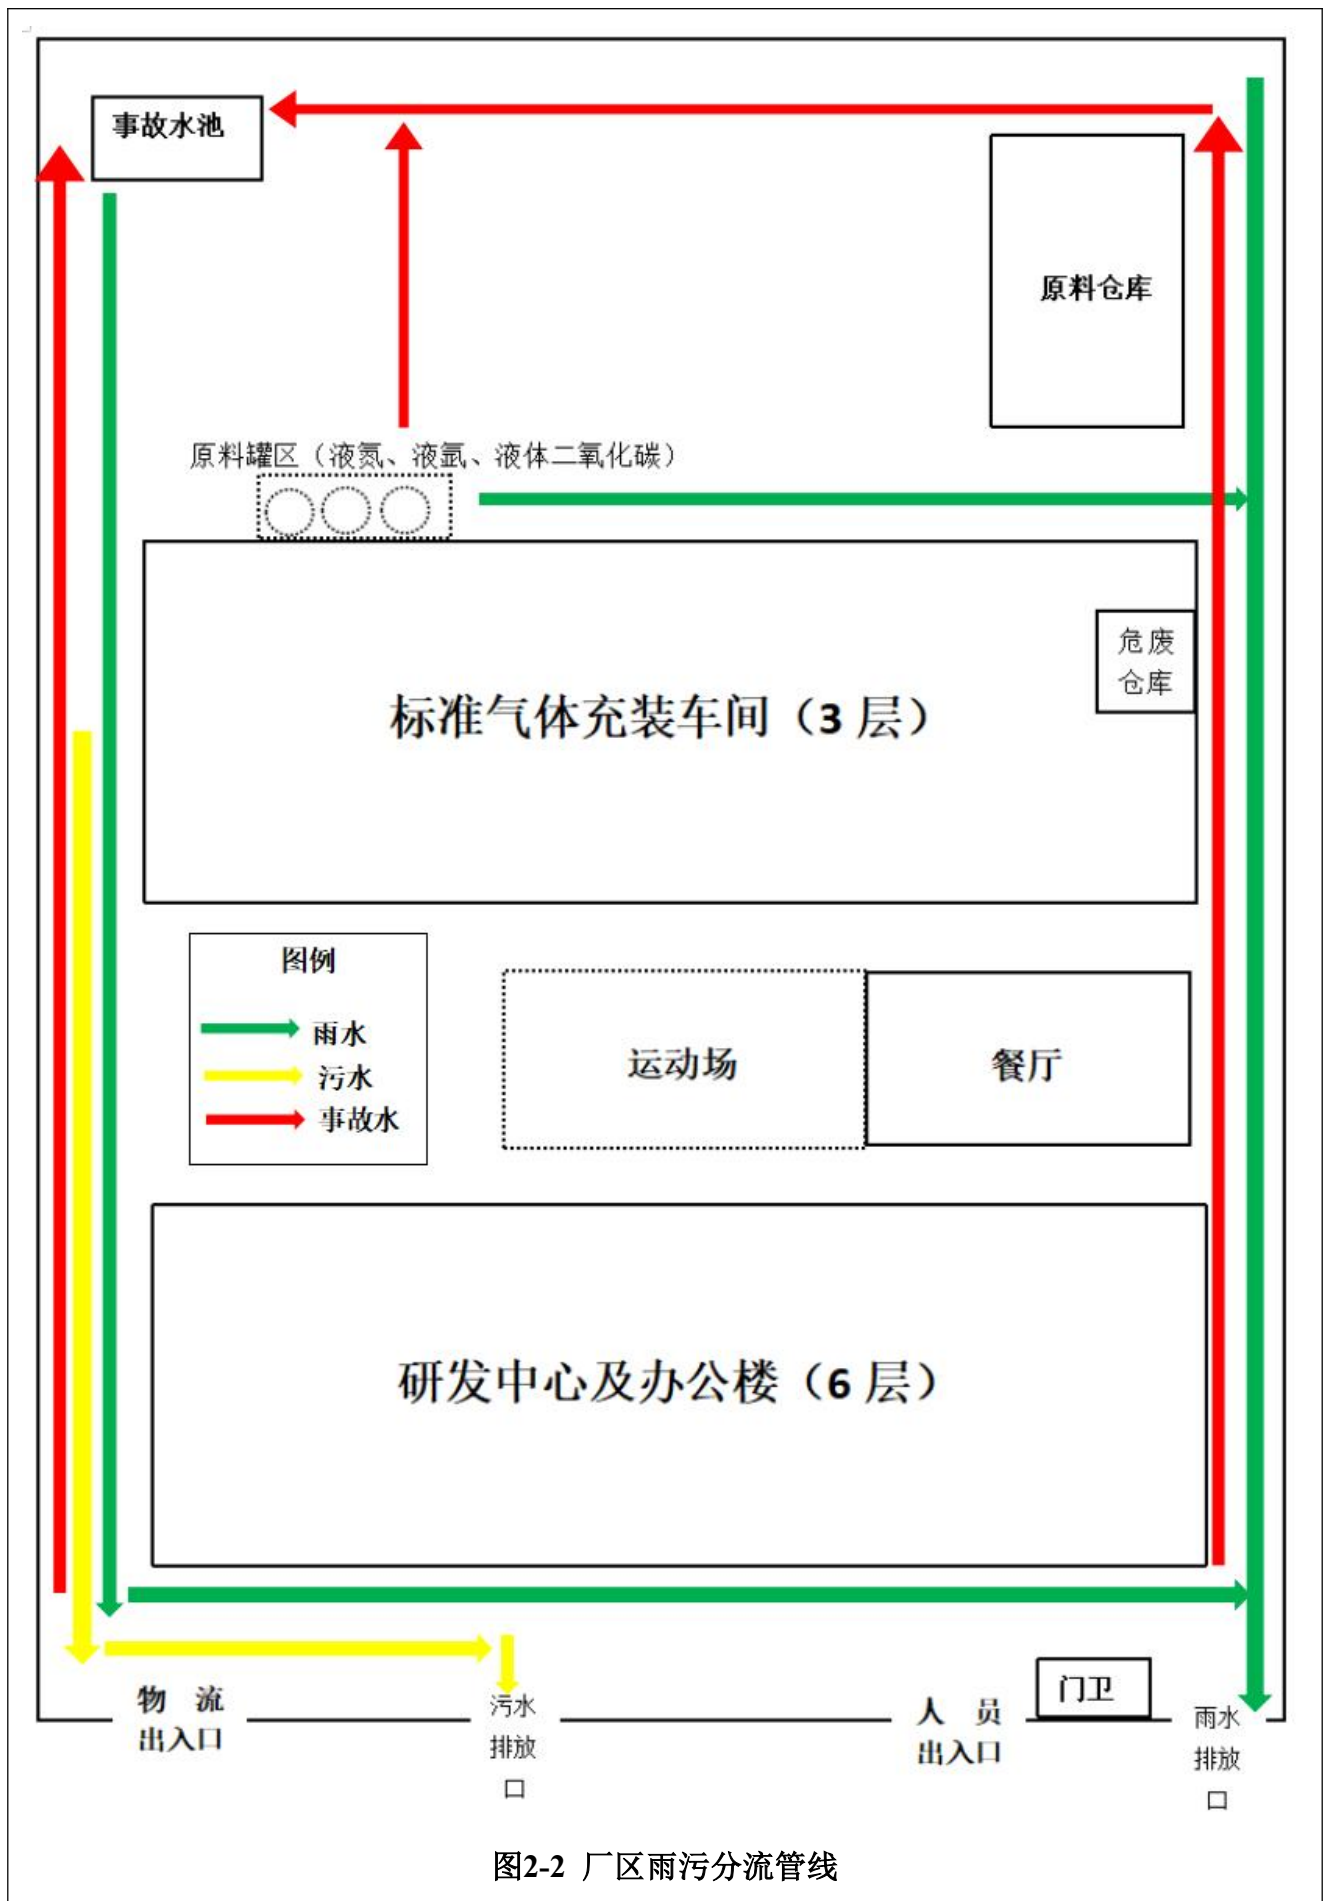 事故水池
原料仓库
原料罐区（液氮、液氩、液体二氧化碳）
危废
仓库
标准气体充装车间（3 层）
图例
雨水
污水
事故水
运动场
餐厅
研发中心及办公楼（6 层）
物 流
出入口
污水
排放
口
人 员
出入口
门卫
雨水
排放
口
图2-2 厂区雨污分流管线